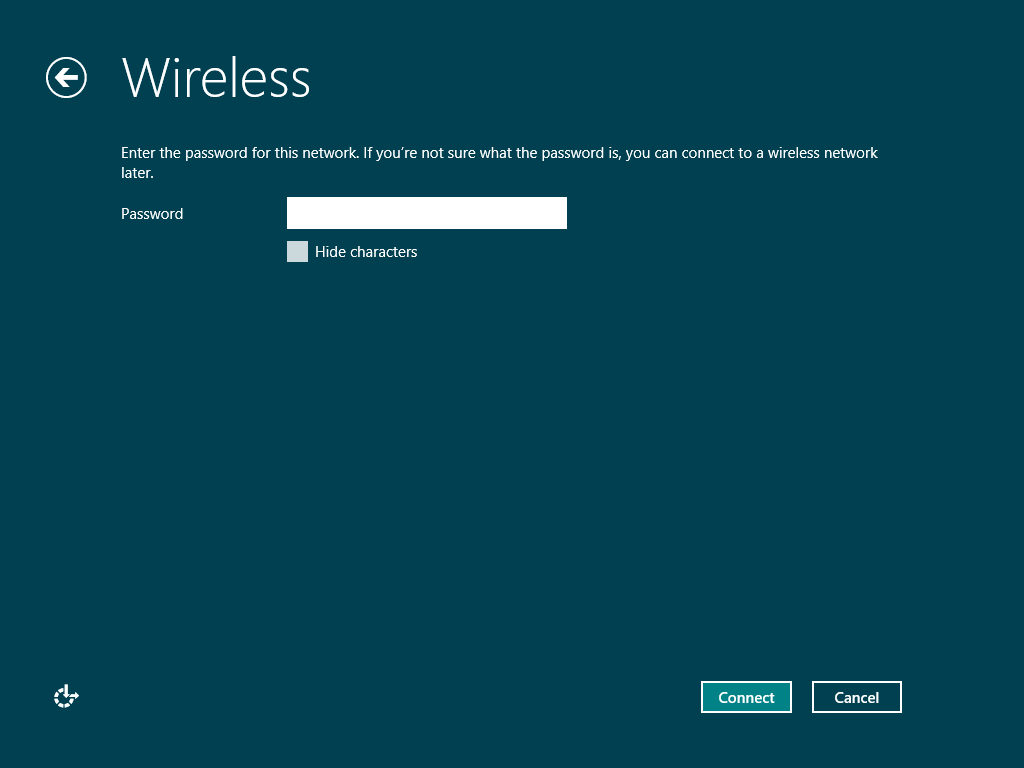 Wireless
Enter the password for this network. If you're not sure what the password is, you can connect to a wireless network
later.
Password
Hide characters
Connect
Cancel